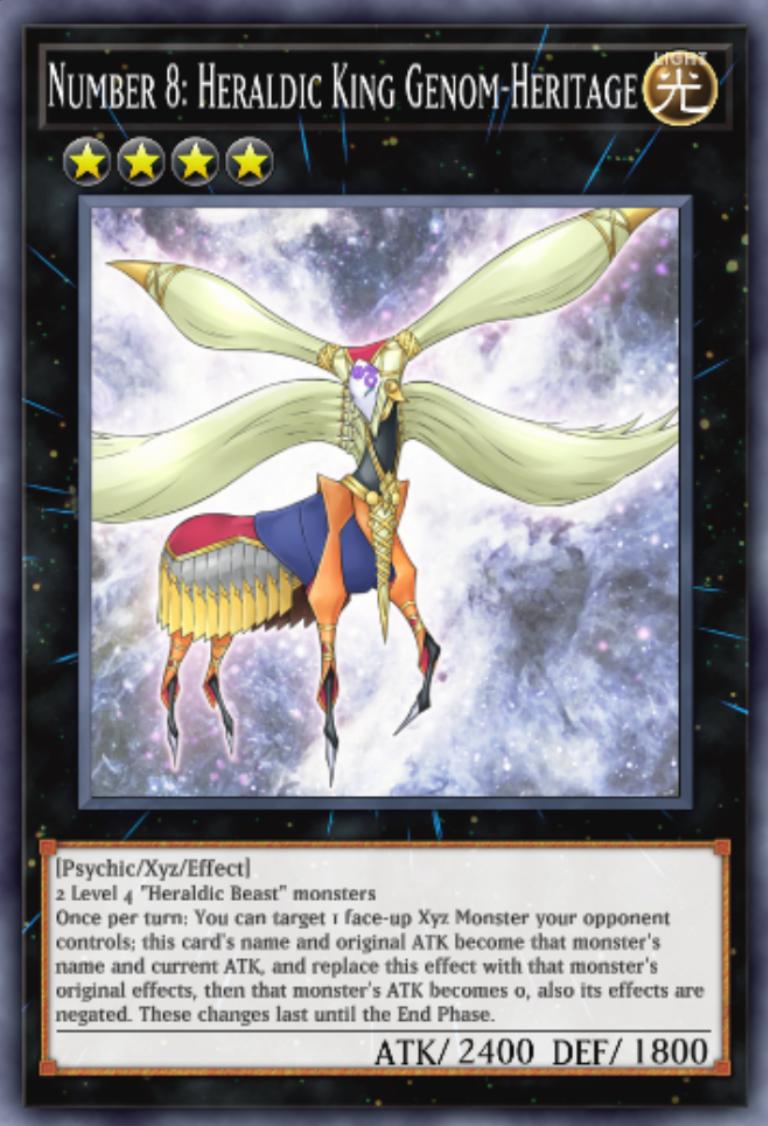 Number 8: Heraldic King Genom-Heritage
LIGHT
光
[Psychic/Xyz/Effect]
2 Level 4 "Heraldic Beast" monsters
Once per turn: You can target 1 face-up Xyz Monster your opponent
controls; this card's name and original ATK become that monster's
name and current ATK, and replace this effect with that monster's
original effects, then that monster's ATK becomes 0, also its effects are
negated. These changes last until the End Phase.
ATK/ 2400 DEF/ 1800